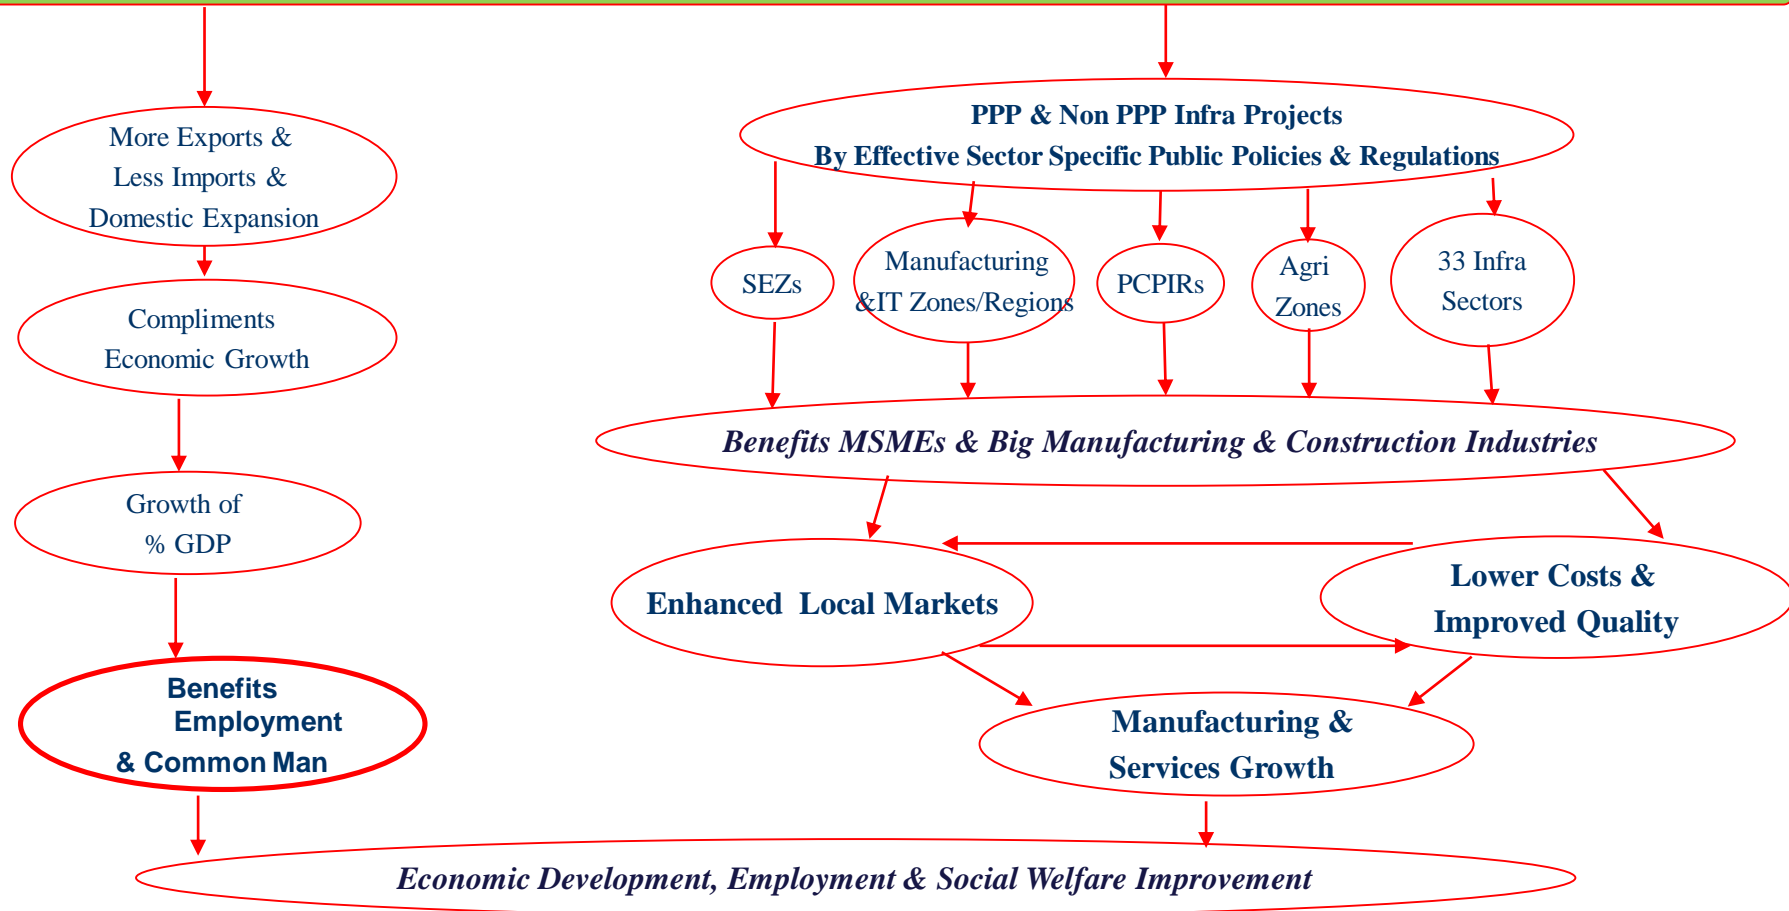 More Exports &
Less Imports &
Domestic Expansion
Compliments
Economic Growth
Growth of
% GDP
Benefits
Employment
& Common Man
PPP & Non PPP Infra Projects
By Effective Sector Specific Public Policies & Regulations
SEZs
Manufacturing
&IT Zones/Regions
PCPIRs
Agri
Zones
33 Infra
Sectors
Benefits MSMEs & Big Manufacturing & Construction Industries
Enhanced Local Markets
Lower Costs &
Improved Quality
Manufacturing &
Services Growth
Economic Development, Employment & Social Welfare Improvement